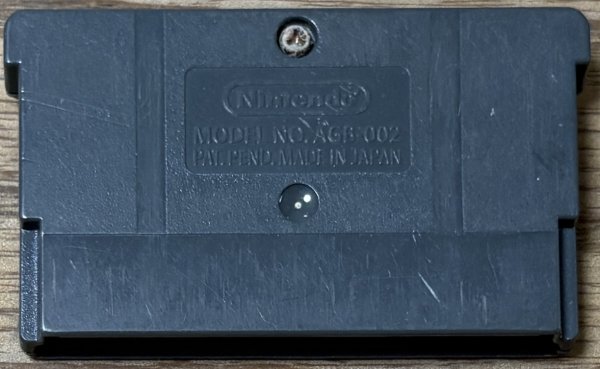 Nintendo
MODEL NO. AGB-002
PAT. PEND. MADE IN JAPAN